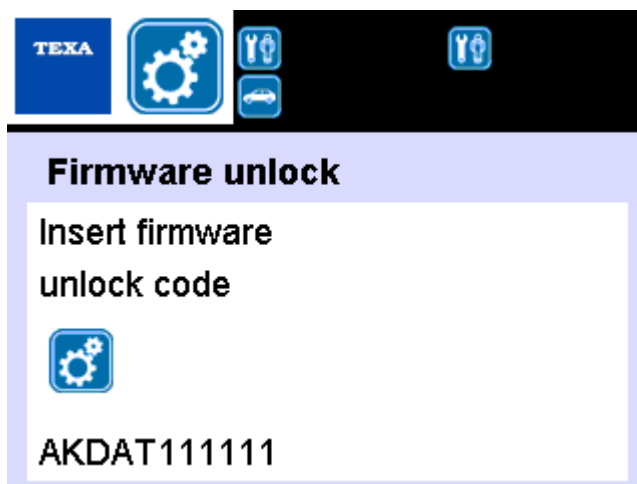 TEXA
Firmware unlock
Insert firmware
unlock code
AKDAT111111